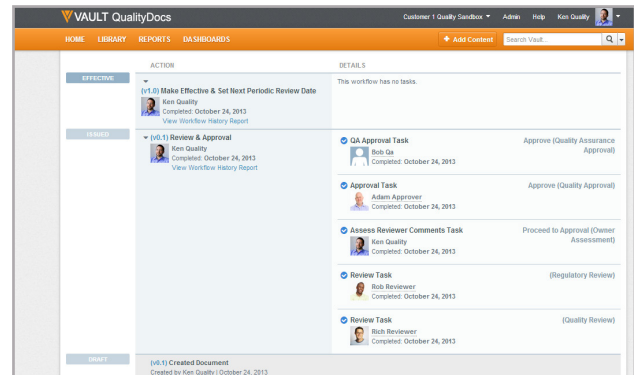 VAULT QualityDocs
Customer 1 Quality Sandbox Admin Help Ken Quality
HOME LIBRARY REPORTS DASHBOARDS
+ Add Content Search Vault...
ACTION DETAILS
EFFECTIVE
This workflow has no tasks.
(v1.0) Make Effective & Set Next Periodic Review Date
Ken Quality
Completed: October 24, 2013
View Workflow History Report
ISSUED
(v0.1) Review & Approval
Ken Quality
Completed: October 24, 2013
View Workflow History Report
QA Approval Task Approve (Quality Assurance
Approval)
Bob Qa
Completed: October 24, 2013
Approval Task Approve (Quality Approval)
Adam Approver
Completed: October 24, 2013
Assess Reviewer Comments Task Proceed to Approval (Owner
Assessment)
Ken Quality
Completed: October 24, 2013
Review Task (Regulatory Review)
Rob Reviewer
Completed: October 24, 2013
Review Task (Quality Review)
Rich Reviewer
Completed: October 24, 2013
DRAFT
(v0.1) Created Document
Created by Ken Quality | October 24, 2013